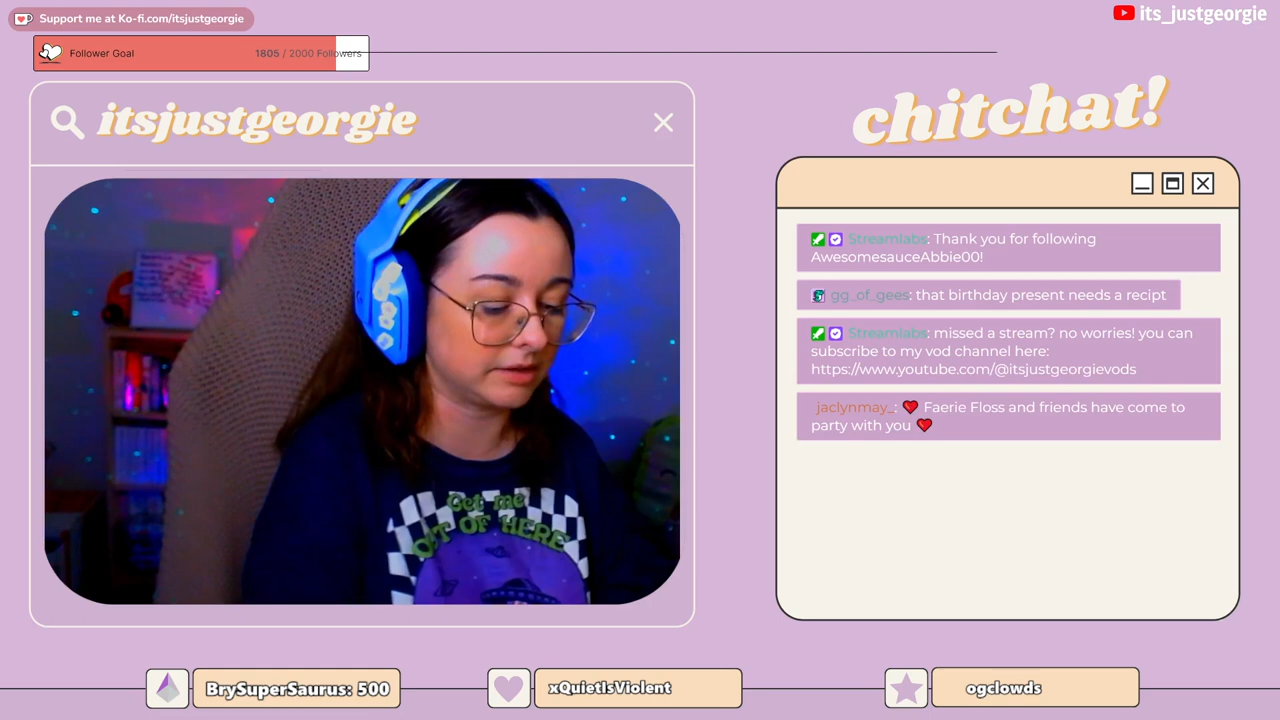 Support me at Ko-fi.com/itsjustgeorgie
its_justgeorgie
Follower Goal
1805 / 2000 Followers
itsjustgeorgie
chitchat!
Streamlabs: Thank you for following
AwesomesauceAbbie00!
gg_of_gees: that birthday present needs a recipt
Streamlabs: missed a stream? no worries! you can
subscribe to my vod channel here:
https://www.youtube.com/@itsjustgeorgievods
jaclynmay_: Faerie Floss and friends have come to
party with you
Get me
OUT OF HERE
BrySuperSaurus: 500
xQuietIsViolent
ogclowds